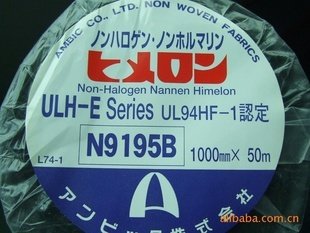 AMBIC CO., LTD. NON WOVEN FABRICS
ノンハロゲン・ノンホルマリン
ヒメロン
Non-Halogen Nannen Himelon
ULH-E Series UL94HF-1認定
N9195B
L74-1
1000mm× 50m
アンビック株式会社
alibaba.com.cn